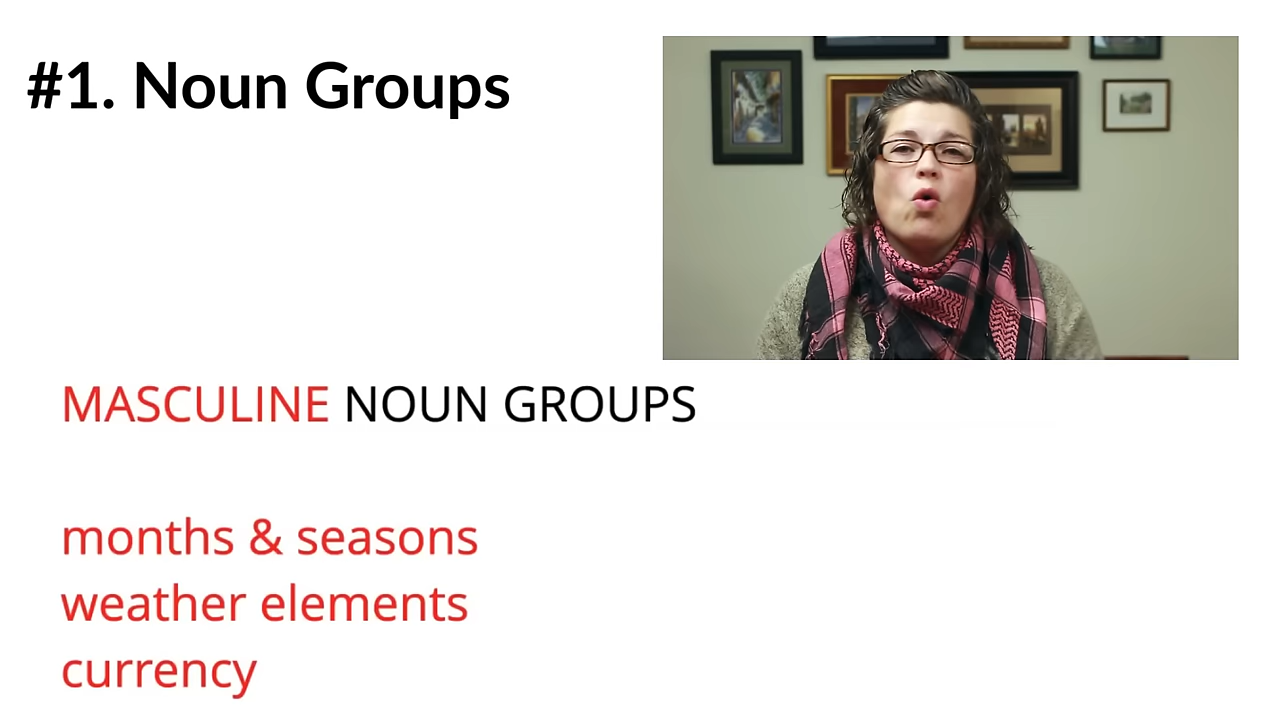 #1. Noun Groups
MASCULINE NOUN GROUPS
months & seasons
weather elements
currency